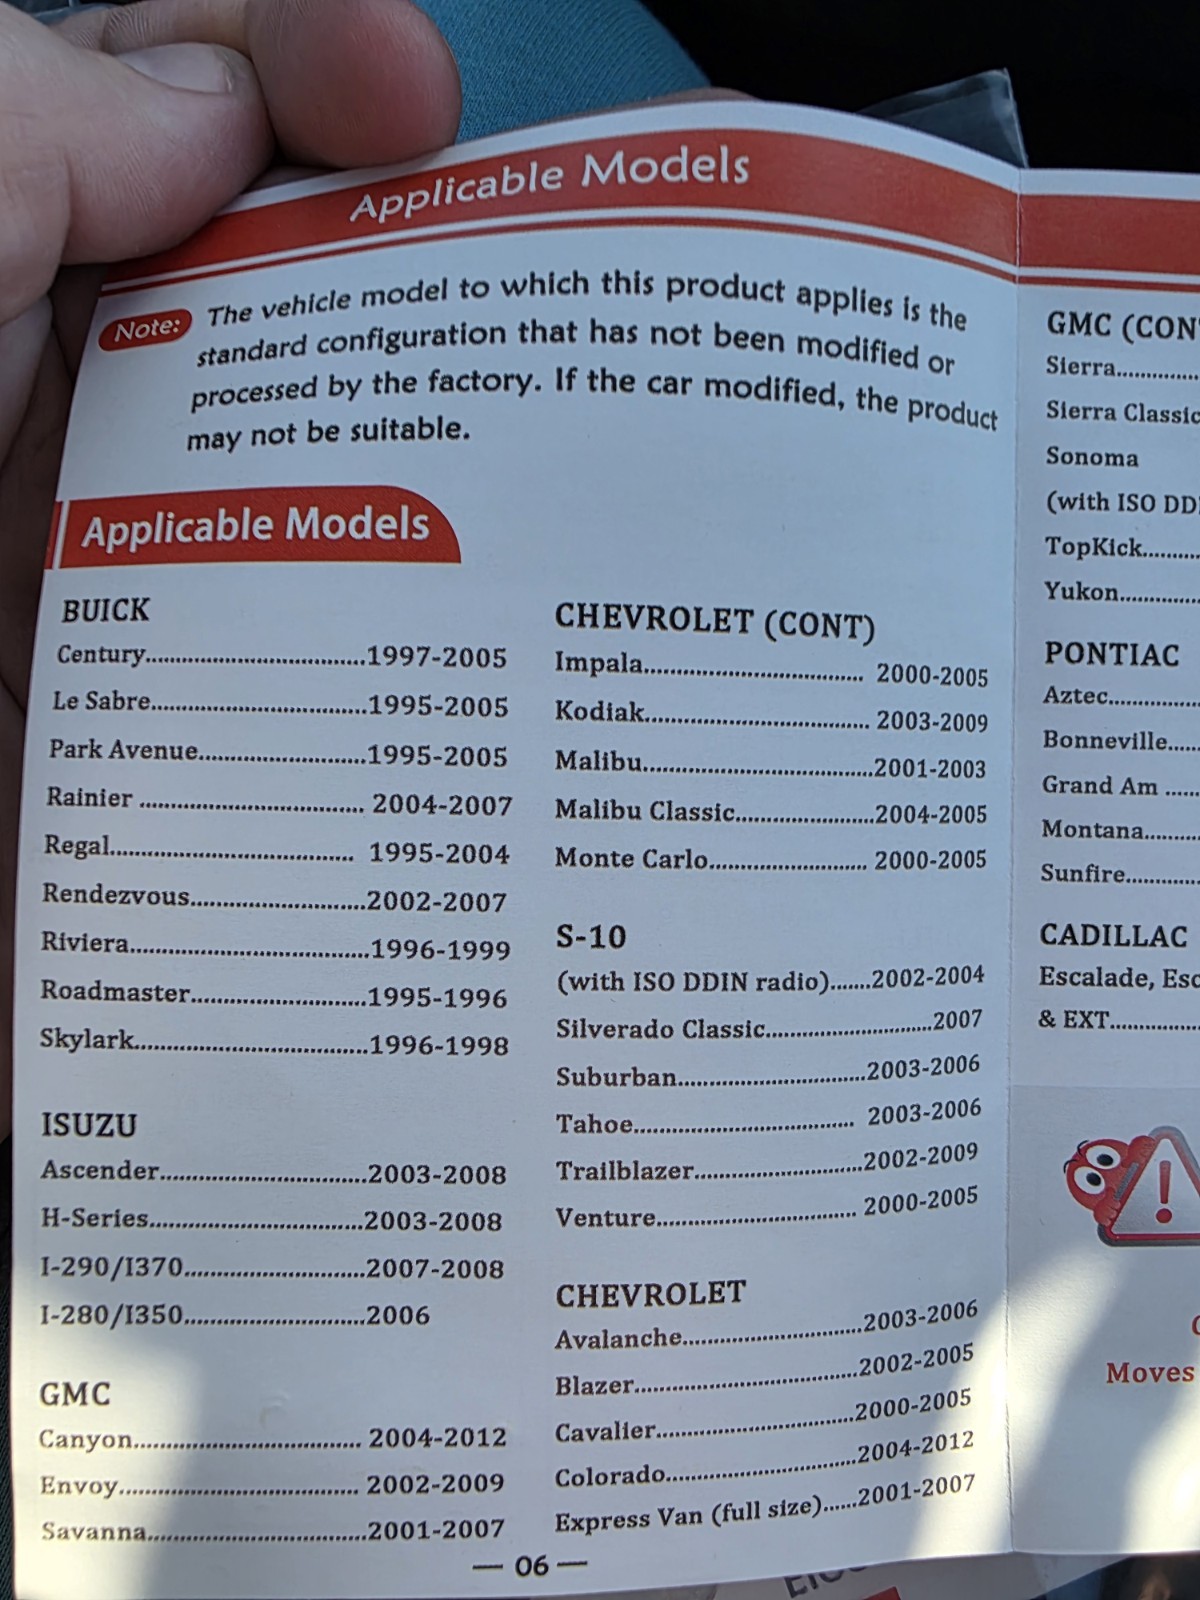 Applicable Models
Note: The vehicle model to which this product applies is the
standard configuration that has not been modified or
processed by the factory. If the car modified, the product
may not be suitable.
Applicable Models
BUICK
Century..................................1997-2005
Le Sabre.................................1995-2005
Park Avenue..........................1995-2005
Rainier .................................. 2004-2007
Regal..................................... 1995-2004
Rendezvous...........................2002-2007
Riviera....................................1996-1999
Roadmaster...........................1995-1996
Skylark...................................1996-1998
ISUZU
Ascender................................2003-2008
H-Series.................................2003-2008
I-290/I370............................2007-2008
I-280/I350............................2006
GMC
Canyon................................... 2004-2012
Envoy..................................... 2002-2009
Savanna..................................2001-2007
CHEVROLET (CONT)
Impala.................................. 2000-2005
Kodiak.................................. 2003-2009
Malibu...................................2001-2003
Malibu Classic.....................2004-2005
Monte Carlo........................ 2000-2005
S-10
(with ISO DDIN radio)......2002-2004
Silverado Classic.........................2007
Suburban.............................2003-2006
Tahoe.................................. 2003-2006
Trailblazer..........................2002-2009
Venture............................... 2000-2005
CHEVROLET
Avalanche...........................2003-2006
Blazer..................................2002-2005
Cavalier..............................2000-2005
Colorado.............................2004-2012
Express Van (full size)......2001-2007
— 06 —
GMC (CON
Sierra.............
Sierra Classic
Sonoma
(with ISO DD
TopKick.........
Yukon............
PONTIAC
Aztec.............
Bonneville.....
Grand Am .....
Montana........
Sunfire...........
CADILLAC
Escalade, Esc
& EXT.............
!
Moves